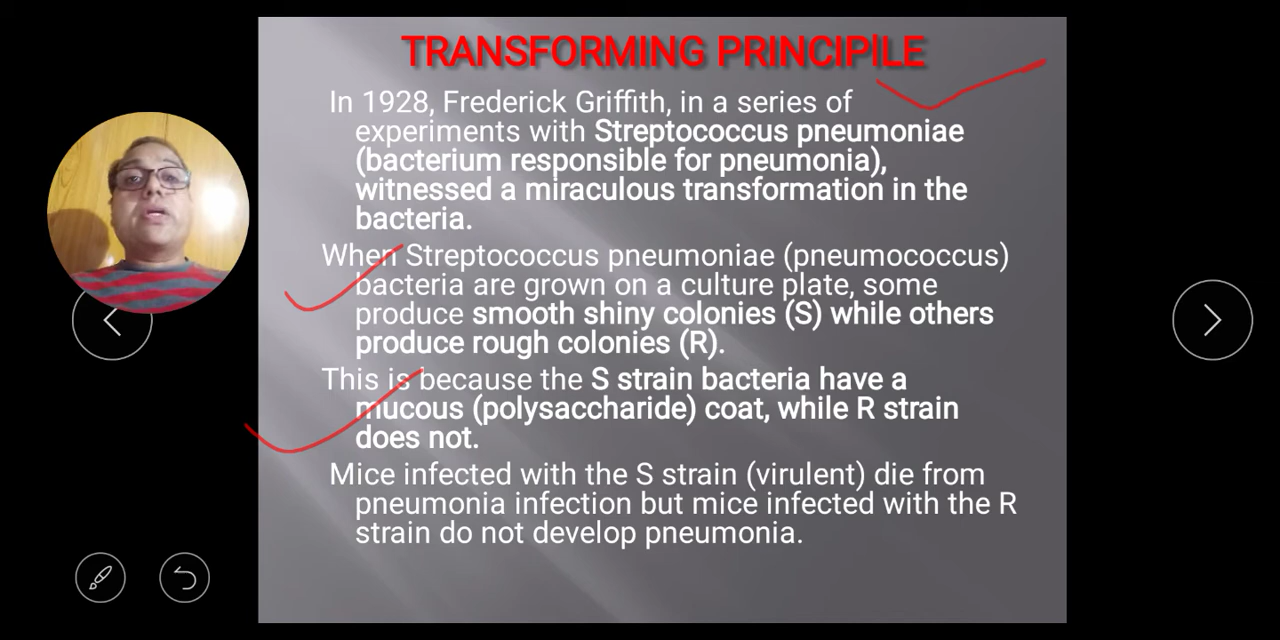 TRANSFORMING PRINCIPlLE
In 1928, Frederick Griffith, in a series of
experiments with Streptococcus pneumoniae
(bacterium responsible for pneumonia),
witnessed a miraculous transformation in the
bacteria.
When Streptococcus pneumoniae (pneumococcus)
bacteria are grown on a culture plate, some
produce smooth shiny colonies (S) while others
produce rough colonies (R).
This is because the S strain bacteria have a
mucous (polysaccharide) coat, while R strain
does not.
Mice infected with the S strain (virulent) die from
pneumonia infection but mice infected with the R
strain do not develop pneumonia.